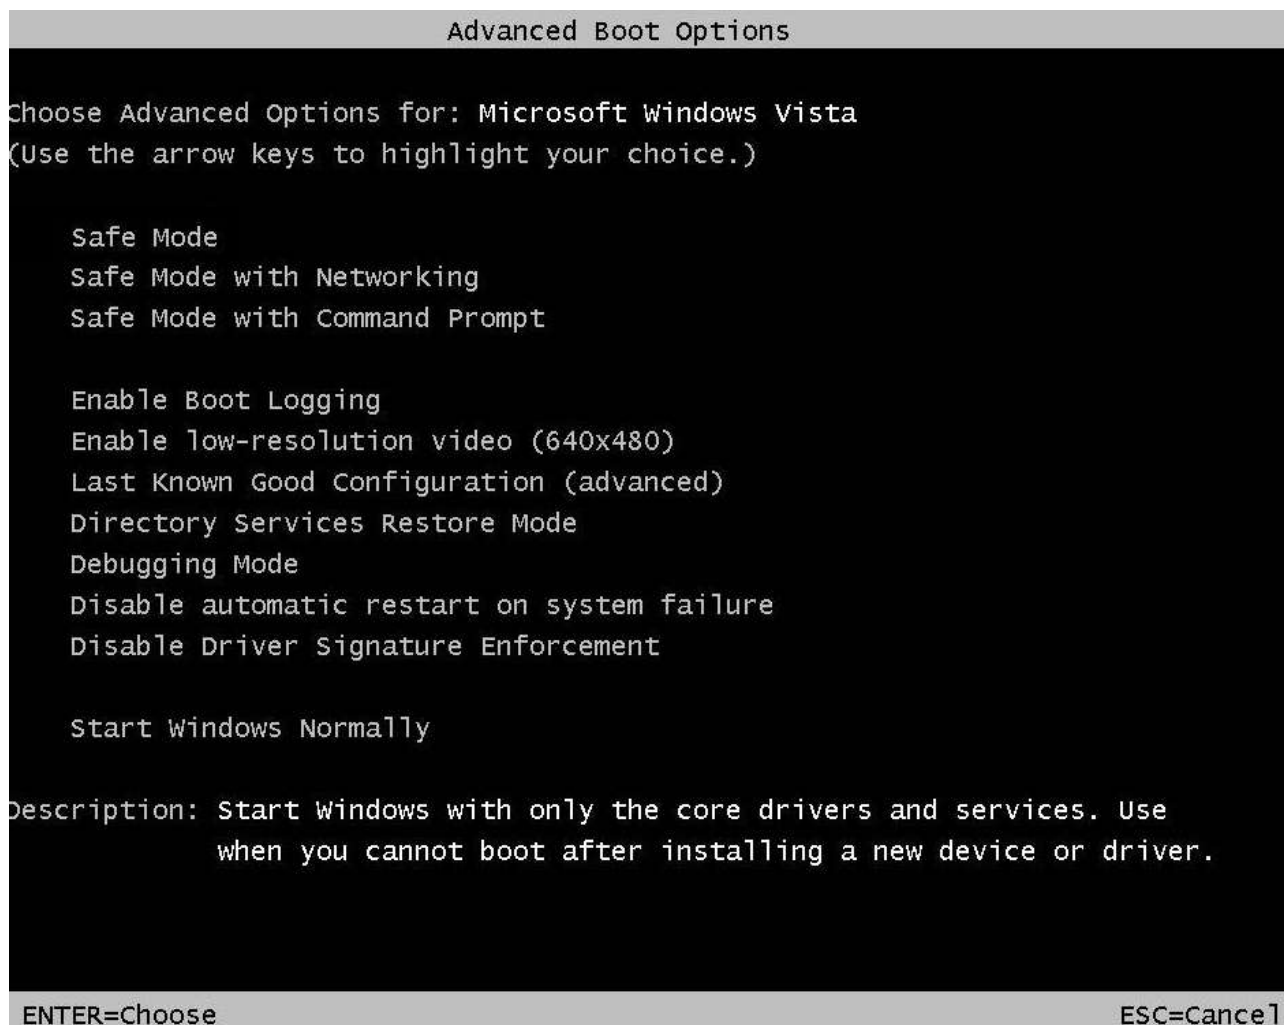 Advanced Boot Options
Choose Advanced Options for: Microsoft Windows Vista
(Use the arrow keys to highlight your choice.)
Safe Mode
Safe Mode with Networking
Safe Mode with Command Prompt
Enable Boot Logging
Enable low-resolution video (640x480)
Last Known Good Configuration (advanced)
Directory Services Restore Mode
Debugging Mode
Disable automatic restart on system failure
Disable Driver Signature Enforcement
Start Windows Normally
Description: Start Windows with only the core drivers and services. Use
when you cannot boot after installing a new device or driver.
ENTER=Choose ESC=Cancel